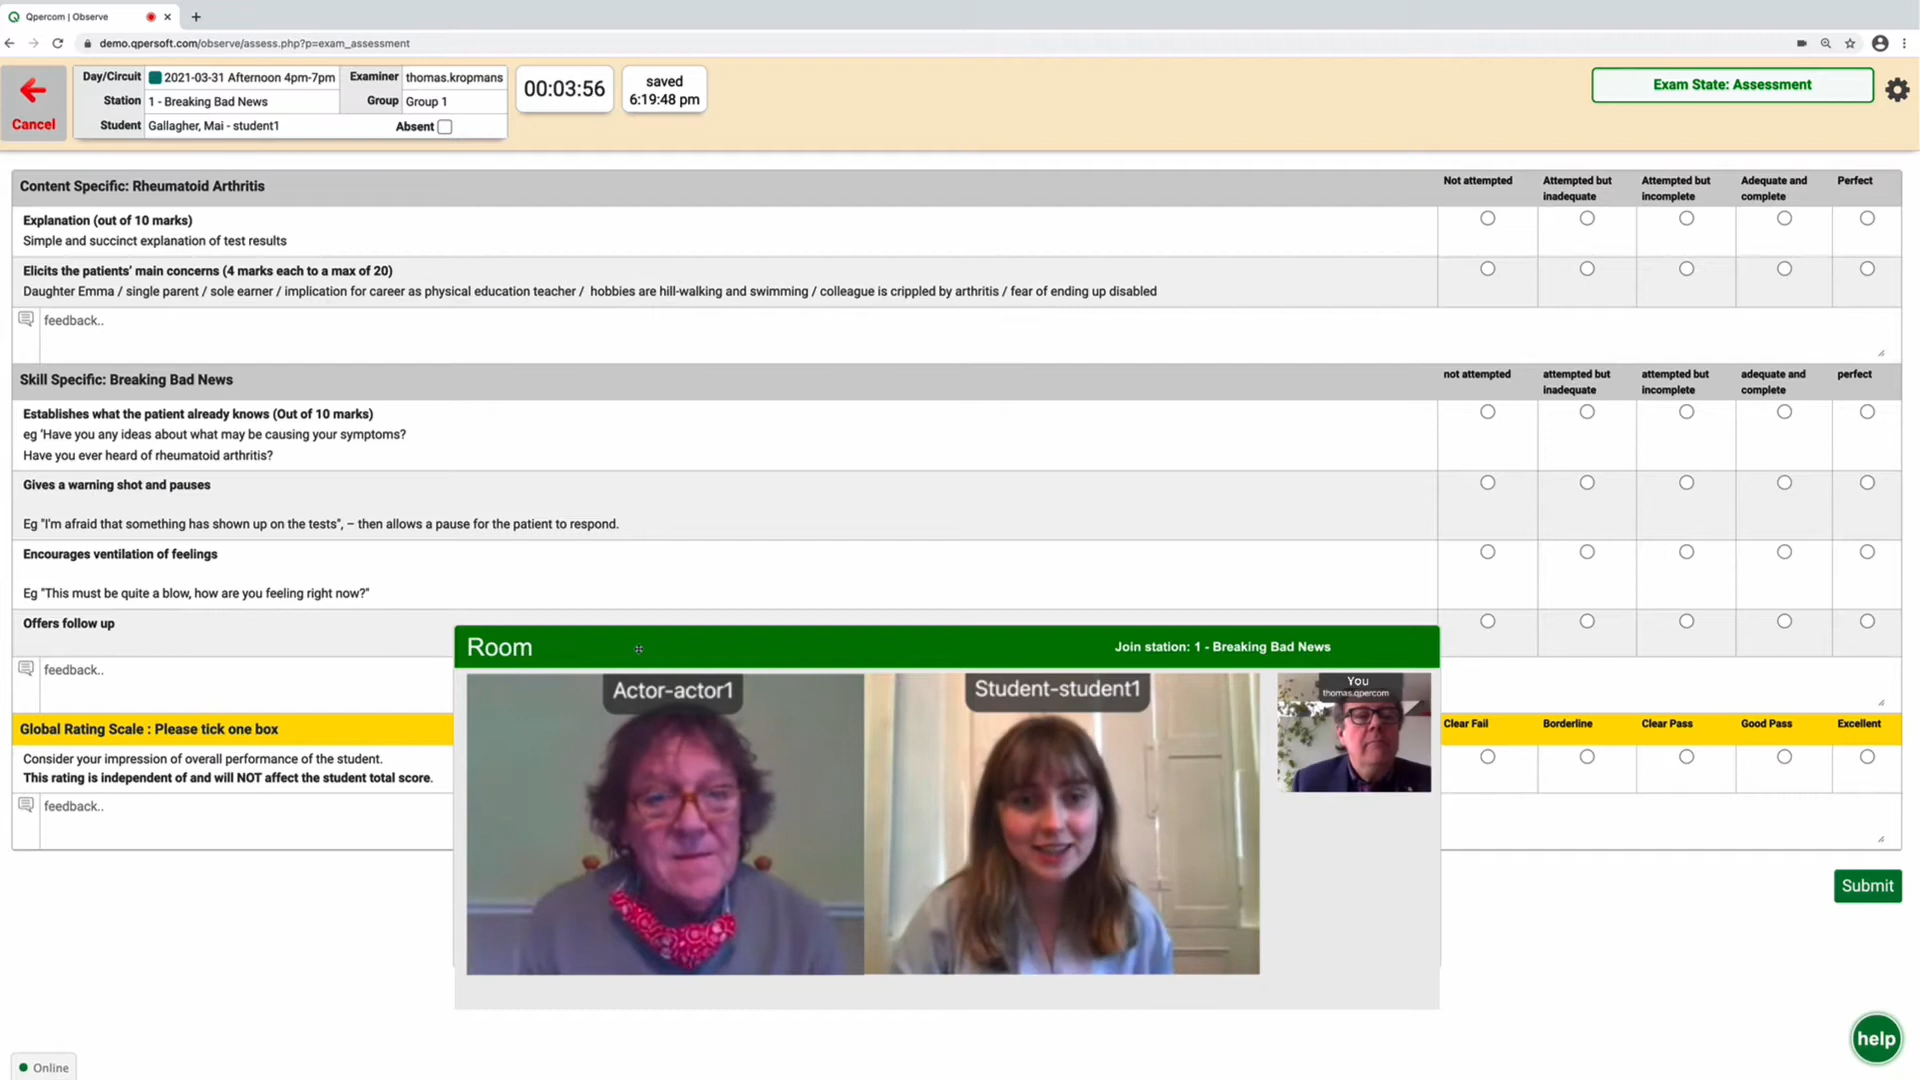 Qpercom | Observe
demo.qpersoft.com/observe/assess.php?p=exam_assessment
Cancel
Day/Circuit 2021-03-31 Afternoon 4pm-7pm Examiner thomas.kropmans
Station 1 - Breaking Bad News Group Group 1
Student Gallagher, Mai - student1 Absent
00:03:56
saved
6:19:48 pm
Exam State: Assessment
Content Specific: Rheumatoid Arthritis
Not attempted
Attempted but
inadequate
Attempted but
incomplete
Adequate and
complete
Perfect
Explanation (out of 10 marks)
Simple and succinct explanation of test results
Elicits the patients' main concerns (4 marks each to a max of 20)
Daughter Emma / single parent / sole earner / implication for career as physical education teacher / hobbies are hill-walking and swimming / colleague is crippled by arthritis / fear of ending up disabled
feedback..
Skill Specific: Breaking Bad News
not attempted
attempted but
inadequate
attempted but
incomplete
adequate and
complete
perfect
Establishes what the patient already knows (Out of 10 marks)
eg 'Have you any ideas about what may be causing your symptoms?
Have you ever heard of rheumatoid arthritis?
Gives a warning shot and pauses
Eg "I'm afraid that something has shown up on the tests", – then allows a pause for the patient to respond.
Encourages ventilation of feelings
Eg "This must be quite a blow, how are you feeling right now?"
Offers follow up
feedback..
Room
Join station: 1 - Breaking Bad News
Actor-actor1
Student-student1
You
thomas.qpercom
Global Rating Scale : Please tick one box
Clear Fail
Borderline
Clear Pass
Good Pass
Excellent
Consider your impression of overall performance of the student.
This rating is independent of and will NOT affect the student total score.
feedback..
Submit
help
Online